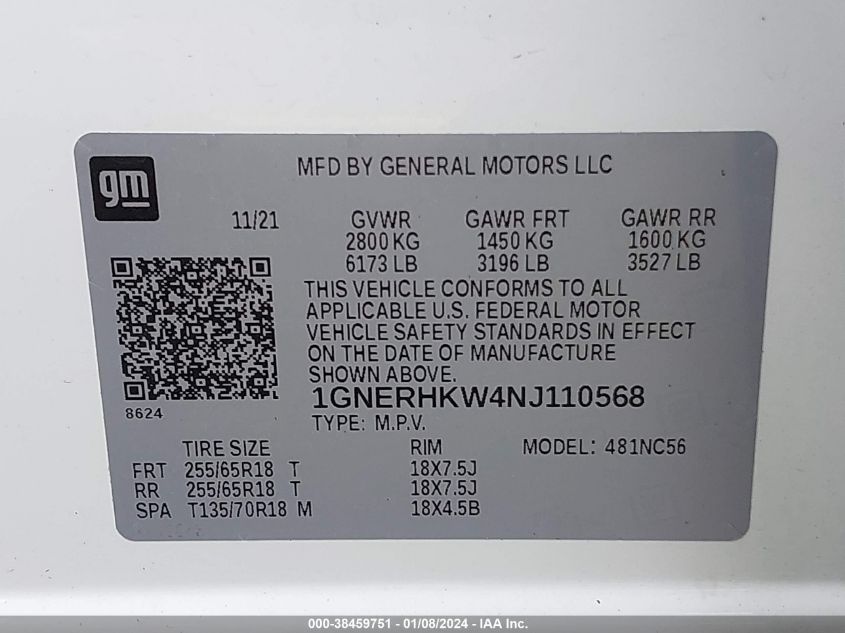 gm
MFD BY GENERAL MOTORS LLC
11/21 GVWR GAWR FRT GAWR RR
2800 KG 1450 KG 1600 KG
6173 LB 3196 LB 3527 LB
THIS VEHICLE CONFORMS TO ALL
APPLICABLE U.S. FEDERAL MOTOR
VEHICLE SAFETY STANDARDS IN EFFECT
ON THE DATE OF MANUFACTURE
SHOWN ABOVE.
1GNERHKW4NJ110568
8624
TYPE: M.P.V.
TIRE SIZE RIM MODEL: 481NC56
FRT 255/65R18 T 18X7.5J
RR 255/65R18 T 18X7.5J
SPA T135/70R18 M 18X4.5B
000-38459751 - 01/08/2024 - IAA Inc.